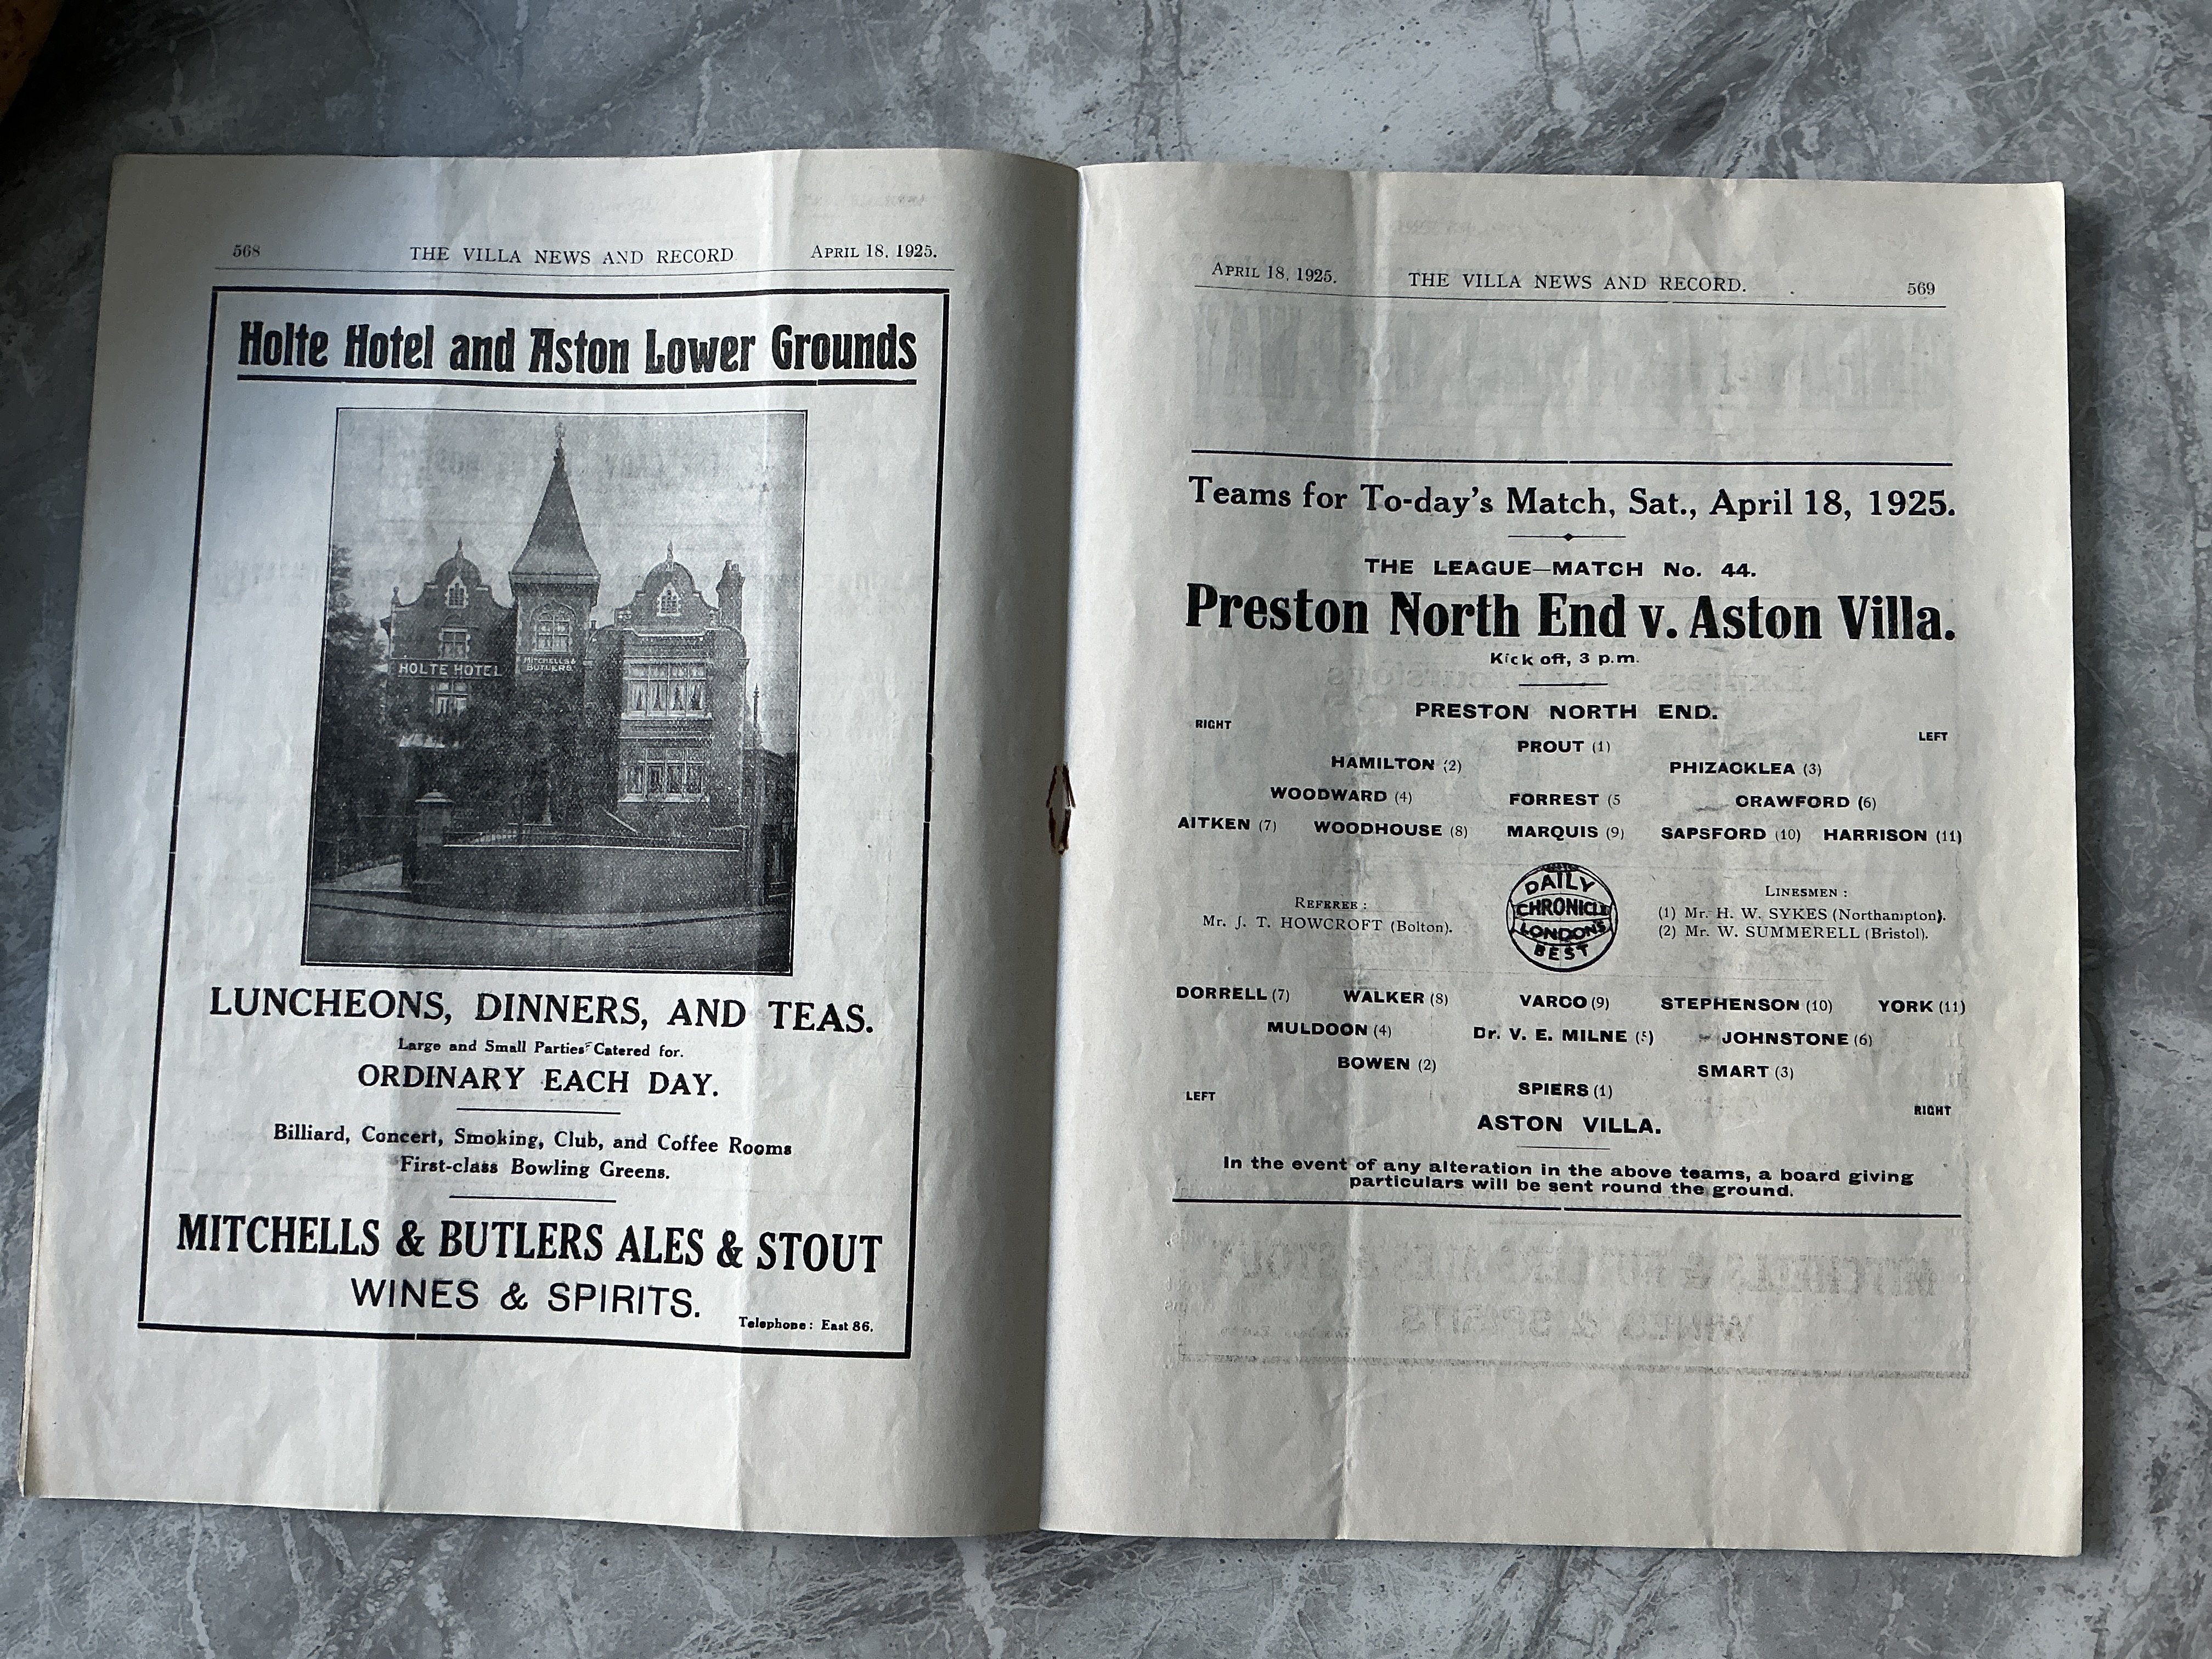 568 THE VILLA NEWS AND RECORD APRIL 18, 1925.
Holte Hotel and Aston Lower Grounds
HOLTE HOTEL
MITCHELLS &
BUTLERS
LUNCHEONS, DINNERS, AND TEAS.
Large and Small Parties Catered for.
ORDINARY EACH DAY.
Billiard, Concert, Smoking, Club, and Coffee Rooms
First-class Bowling Greens.
MITCHELLS & BUTLERS ALES & STOUT
WINES & SPIRITS.
Telephone: East 86.
APRIL 18, 1925. THE VILLA NEWS AND RECORD. 569
Teams for To-day's Match, Sat., April 18, 1925.
THE LEAGUE—MATCH No. 44.
Preston North End v. Aston Villa.
Kick off, 3 p.m.
PRESTON NORTH END.
RIGHT LEFT
PROUT (1)
HAMILTON (2) PHIZACKLEA (3)
WOODWARD (4) FORREST (5 CRAWFORD (6)
AITKEN (7) WOODHOUSE (8) MARQUIS (9) SAPSFORD (10) HARRISON (11)
REFEREE :
Mr. J. T. HOWCROFT (Bolton).
DAILY
CHRONICLE
LONDON'S
BEST
LINESMEN :
(1) Mr. H. W. SYKES (Northampton).
(2) Mr. W. SUMMERELL (Bristol).
DORRELL (7) WALKER (8) VARCO (9) STEPHENSON (10) YORK (11)
MULDOON (4) Dr. V. E. MILNE (5) JOHNSTONE (6)
BOWEN (2) SMART (3)
SPIERS (1)
LEFT RIGHT
ASTON VILLA.
In the event of any alteration in the above teams, a board giving
particulars will be sent round the ground.